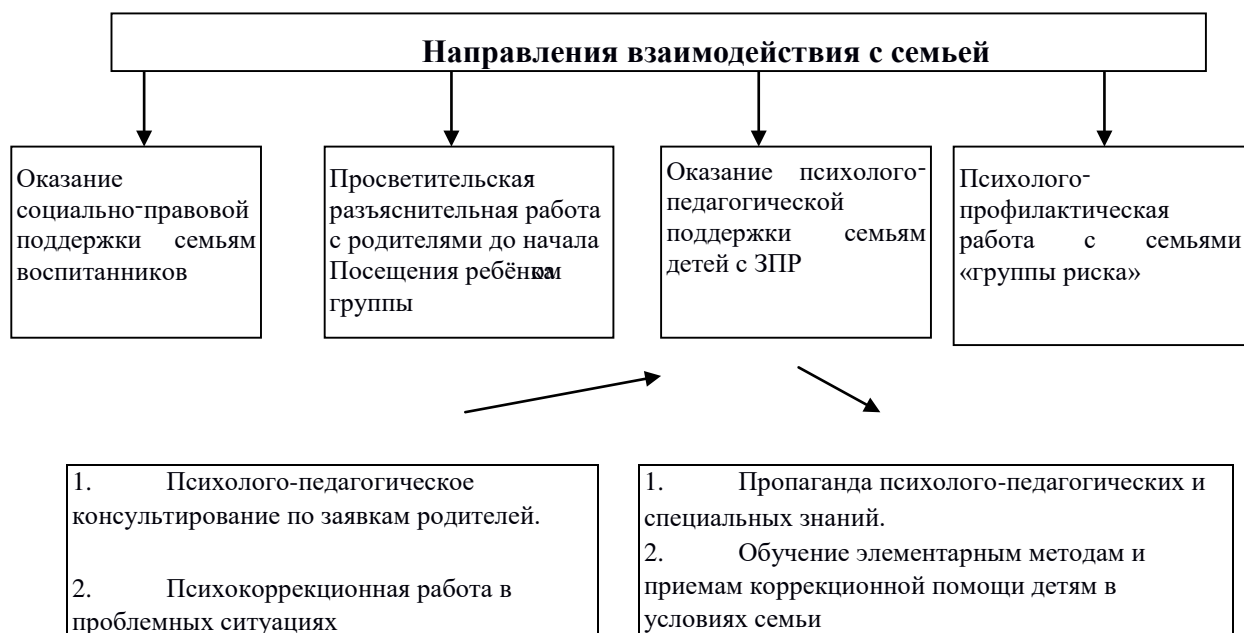 Направления взаимодействия с семьей
Оказание
социально-правовой
поддержки семьям
воспитанников
Просветительская
разъяснительная работа
с родителями до начала
Посещения ребёнком
группы
Оказание психолого-
педагогической
поддержки семьям
детей с ЗПР
Психолого-
профилактическая
работа с семьями
«группы риска»
1. Психолого-педагогическое
консультирование по заявкам родителей.
2. Психокоррекционная работа в
проблемных ситуациях
1. Пропаганда психолого-педагогических и
специальных знаний.
2. Обучение элементарным методам и
приемам коррекционной помощи детям в
условиях семьи